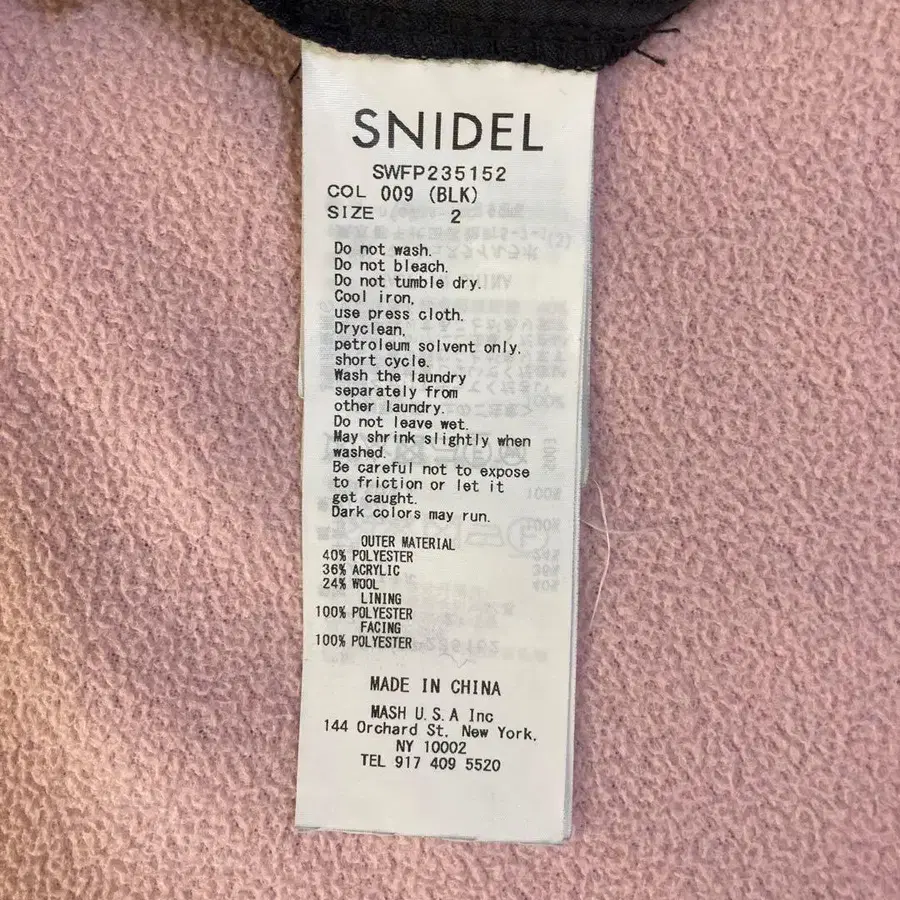 SNIDEL
SWFP235152
COL 009 (BLK)
SIZE 2
Do not wash.
Do not bleach.
Do not tumble dry.
Cool iron,
use press cloth.
Dryclean,
petroleum solvent only,
short cycle.
Wash the laundry
separately from
other laundry.
Do not leave wet.
May shrink slightly when
washed.
Be careful not to expose
to friction or let it
get caught.
Dark colors may run.
OUTER MATERIAL
40% POLYESTER
36% ACRYLIC
24% WOOL
LINING
100% POLYESTER
FACING
100% POLYESTER
MADE IN CHINA
MASH U.S.A Inc
144 Orchard St. New York,
NY 10002
TEL 917 409 5520